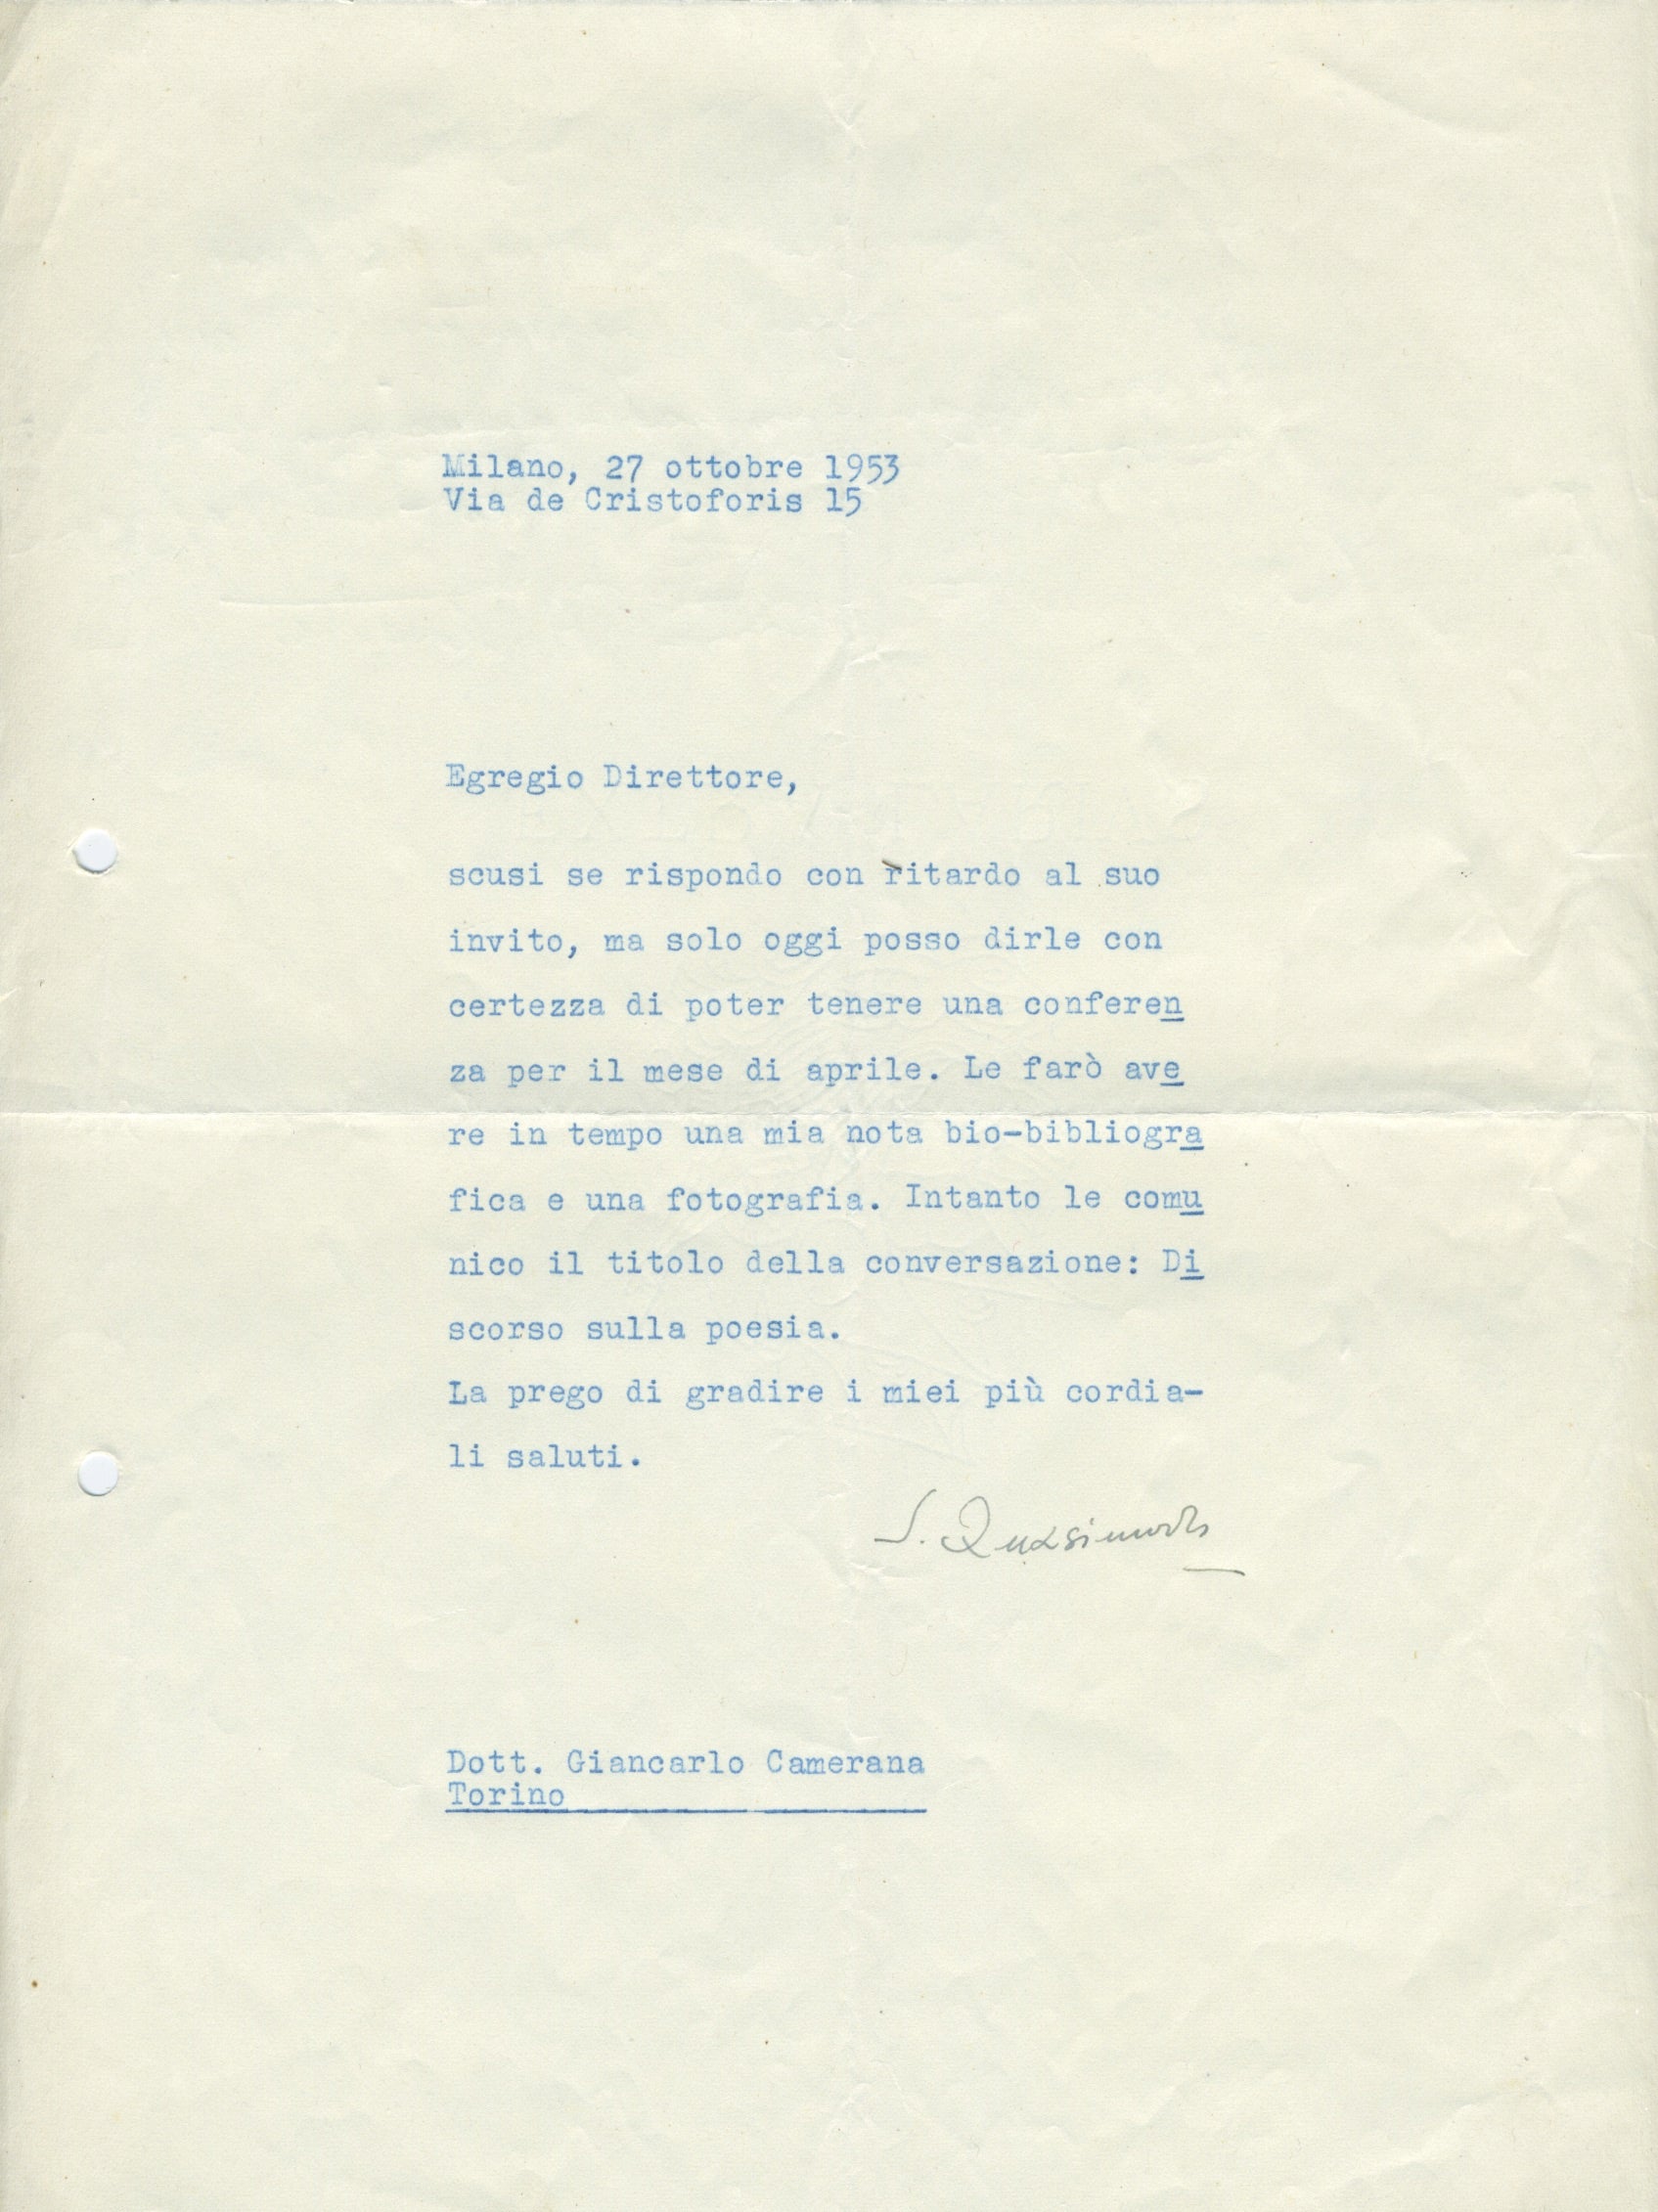 Milano, 27 ottobre 1953
Via de Cristoforis 15
Egregio Direttore,
scusi se rispondo con ritardo al suo
invito, ma solo oggi posso dirle con
certezza di poter tenere una conferen
za per il mese di aprile. Le farò ave
re in tempo una mia nota bio-bibliogra
fica e una fotografia. Intanto le comu
nico il titolo della conversazione: Di
scorso sulla poesia.
La prego di gradire i miei più cordia-
li saluti.
S. Quasimodo
Dott. Giancarlo Camerana
Torino